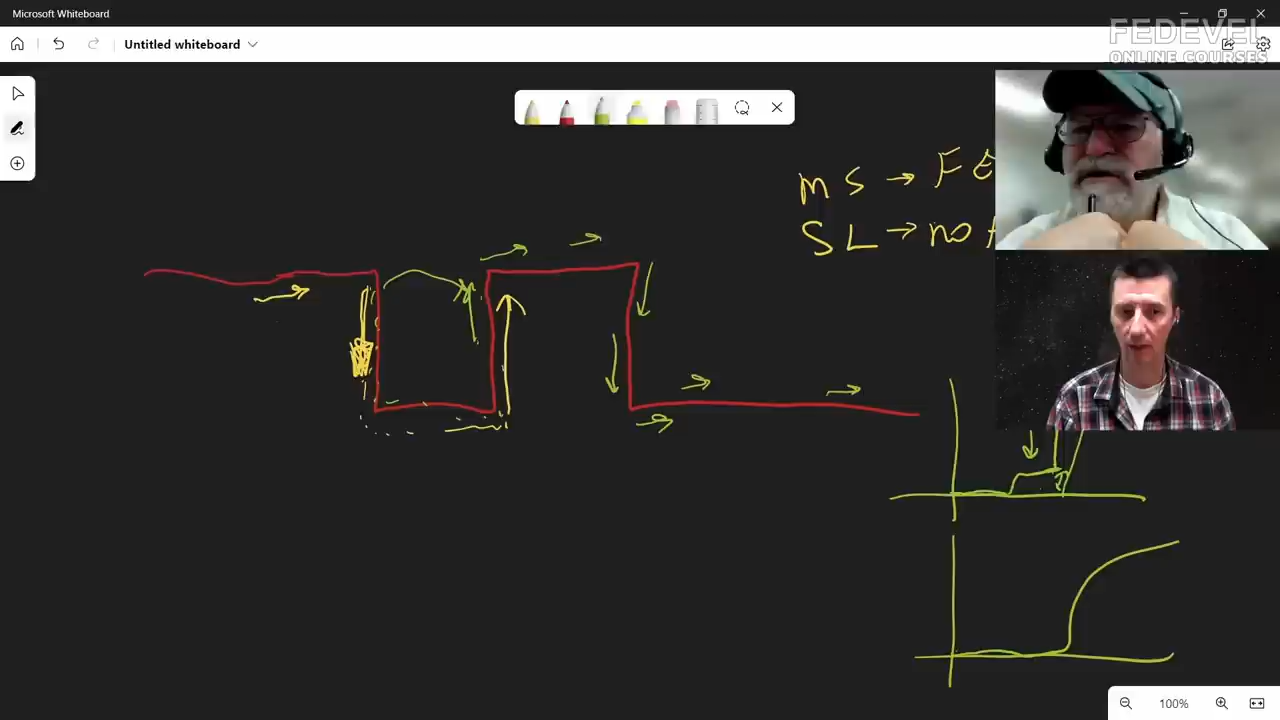 Microsoft Whiteboard
Untitled whiteboard
FEDEVEL
ONLINE COURSES
MS → FE
SL → no
100%